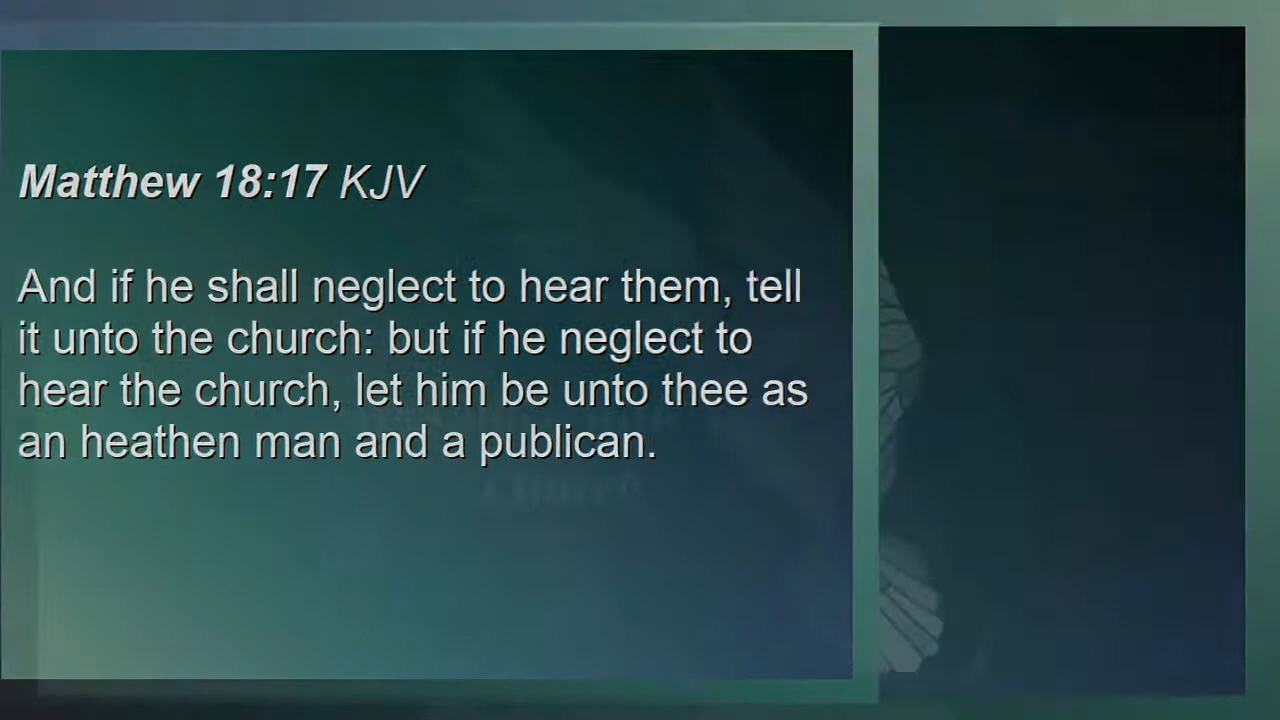 Matthew 18:17 KJV
And if he shall neglect to hear them, tell
it unto the church: but if he neglect to
hear the church, let him be unto thee as
an heathen man and a publican.
Church